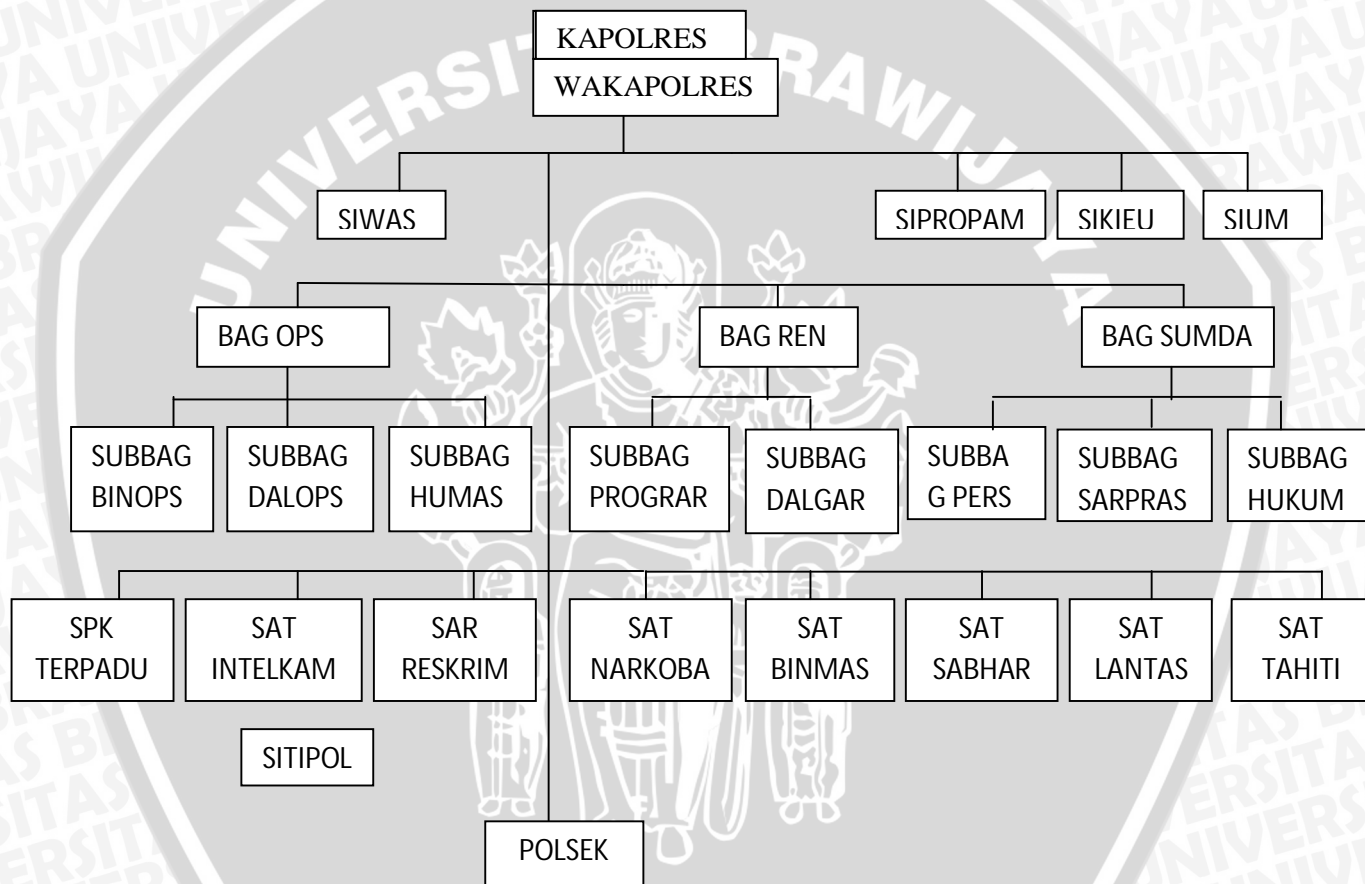 KAPOLRES
WAKAPOLRES
UNIVERSITAS BRAWIJAYA
SIWAS
SIPROPAM
SIKIEU
SIUM
BAG OPS
BAG REN
BAG SUMDA
SUBBAG
BINOPS
SUBBAG
DALOPS
SUBBAG
HUMAS
SUBBAG
PROGRAR
SUBBAG
DALGAR
SUBBA
G PERS
SUBBAG
SARPRAS
SUBBAG
HUKUM
SPK
TERPADU
SAT
INTELKAM
SAR
RESKRIM
SAT
NARKOBA
SAT
BINMAS
SAT
SABHAR
SAT
LANTAS
SAT
TAHITI
SITIPOL
POLSEK